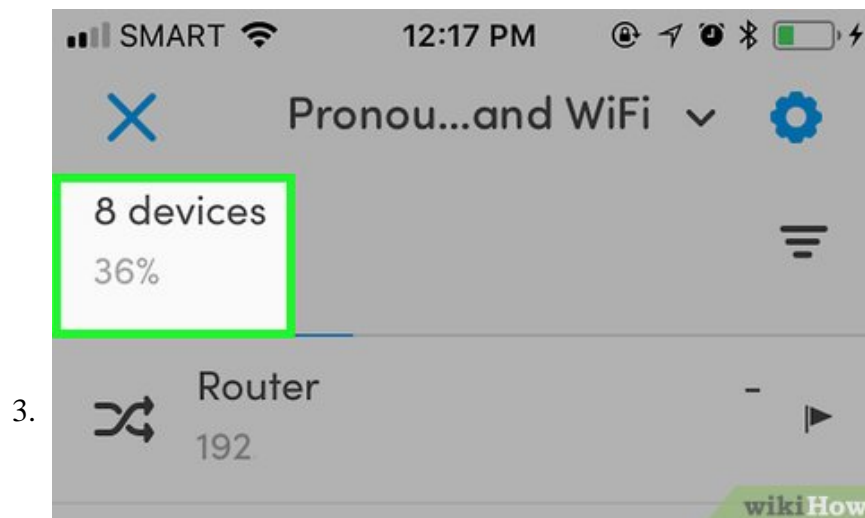 SMART 12:17 PM
Pronou...and WiFi
8 devices
36%
Router -
3.
192
wikiHow